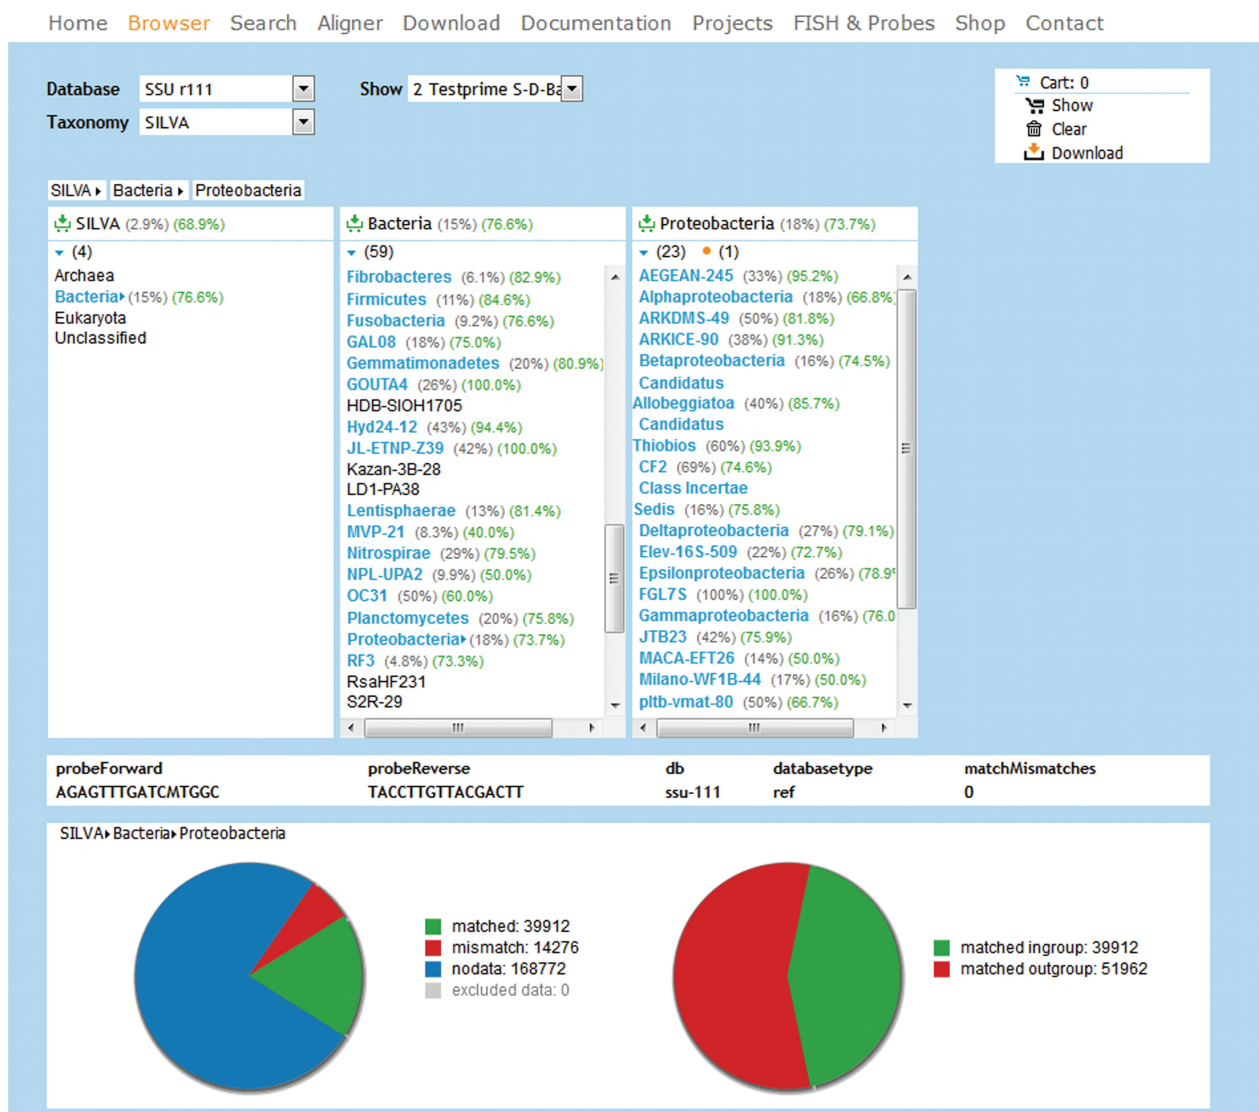 Home Browser Search Aligner Download Documentation Projects FISH & Probes Shop Contact
Database SSU r111 Show 2 Testprime S-D-Ba
Taxonomy SILVA
Cart: 0
Show
Clear
Download
SILVA Bacteria Proteobacteria
SILVA (2.9%) (68.9%)
(4)
Archaea
Bacteria (15%) (76.6%)
Eukaryota
Unclassified
Bacteria (15%) (76.6%)
(59)
Fibrobacteres (6.1%) (82.9%)
Firmicutes (11%) (84.6%)
Fusobacteria (9.2%) (76.6%)
GAL08 (18%) (75.0%)
Gemmatimonadetes (20%) (80.9%)
GOUTA4 (26%) (100.0%)
HDB-SIOH1705
Hyd24-12 (43%) (94.4%)
JL-ETNP-Z39 (42%) (100.0%)
Kazan-3B-28
LD1-PA38
Lentisphaerae (13%) (81.4%)
MVP-21 (8.3%) (40.0%)
Nitrospirae (29%) (79.5%)
NPL-UPA2 (9.9%) (50.0%)
OC31 (50%) (60.0%)
Planctomycetes (20%) (75.8%)
Proteobacteria (18%) (73.7%)
RF3 (4.8%) (73.3%)
RsaHF231
S2R-29
Proteobacteria (18%) (73.7%)
(23) (1)
AEGEAN-245 (33%) (95.2%)
Alphaproteobacteria (18%) (66.8%)
ARKDMS-49 (50%) (81.8%)
ARKICE-90 (38%) (91.3%)
Betaproteobacteria (16%) (74.5%)
Candidatus
Allobeggiatoa (40%) (85.7%)
Candidatus
Thiobios (60%) (93.9%)
CF2 (69%) (74.6%)
Class Incertae
Sedis (16%) (75.8%)
Deltaproteobacteria (27%) (79.1%)
Elev-16S-509 (22%) (72.7%)
Epsilonproteobacteria (26%) (78.9%
FGL7S (100%) (100.0%)
Gammaproteobacteria (16%) (76.0
JTB23 (42%) (75.9%)
MACA-EFT26 (14%) (50.0%)
Milano-WF1B-44 (17%) (50.0%)
pltb-vmat-80 (50%) (66.7%)
probeForward probeReverse db databasetype matchMismatches
AGAGTTTGATCMTGGC TACCTTGTTACGACTT ssu-111 ref 0
SILVA Bacteria Proteobacteria
matched: 39912
mismatch: 14276
nodata: 168772
excluded data: 0
matched ingroup: 39912
matched outgroup: 51962